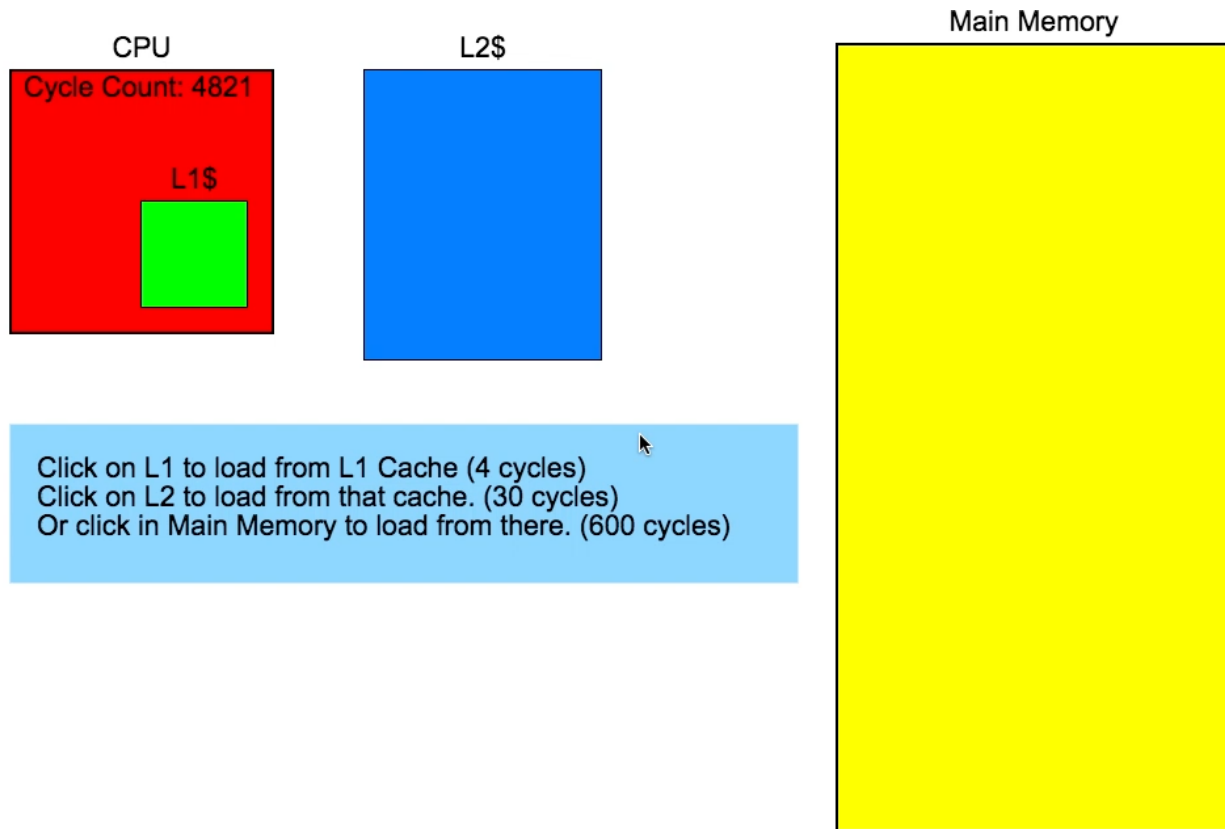 Main Memory
CPU
L2$
Cycle Count: 4821
L1$
Click on L1 to load from L1 Cache (4 cycles)
Click on L2 to load from that cache. (30 cycles)
Or click in Main Memory to load from there. (600 cycles)